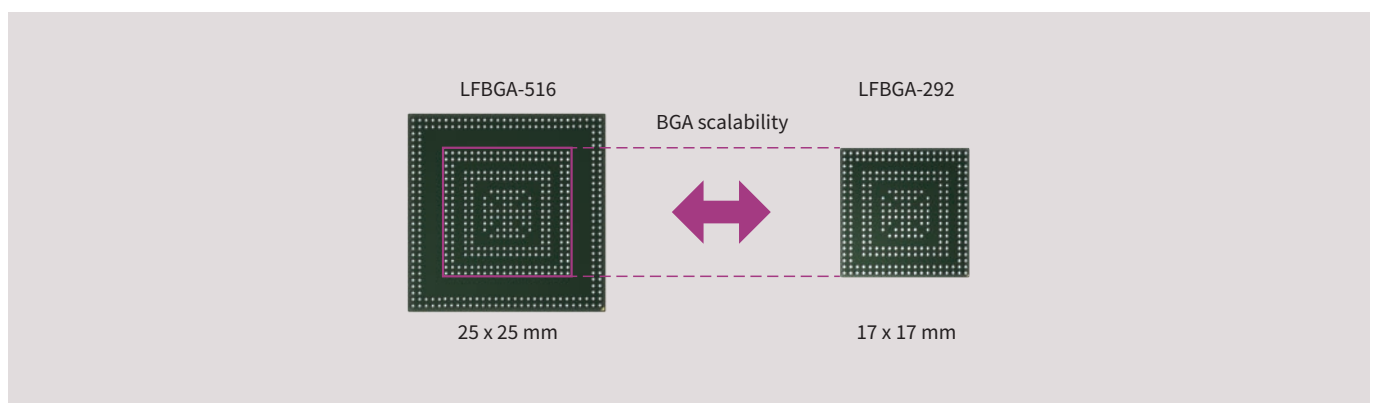 LFBGA-516
LFBGA-292
BGA scalability
25 x 25 mm
17 x 17 mm